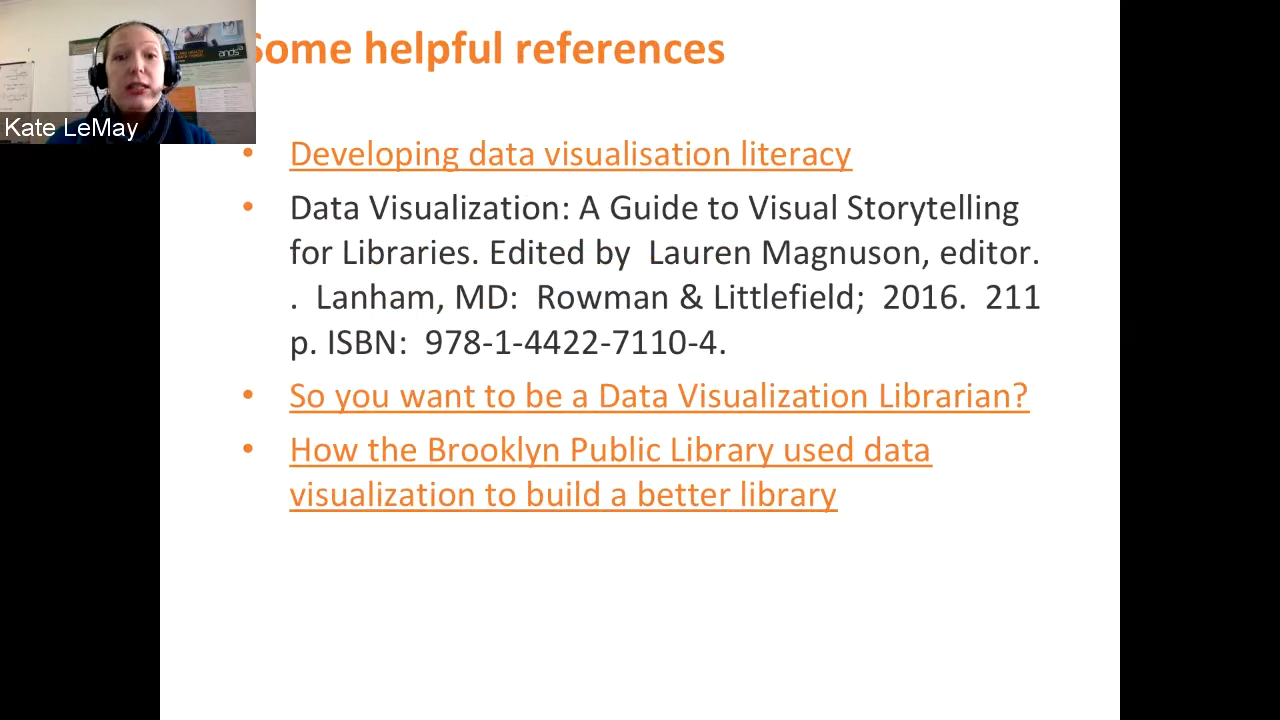 Some helpful references
ands
Kate LeMay
• Developing data visualisation literacy
• Data Visualization: A Guide to Visual Storytelling
for Libraries. Edited by  Lauren Magnuson, editor.
.  Lanham, MD:  Rowman & Littlefield;  2016.  211
p. ISBN:  978-1-4422-7110-4.
• So you want to be a Data Visualization Librarian?
• How the Brooklyn Public Library used data
visualization to build a better library